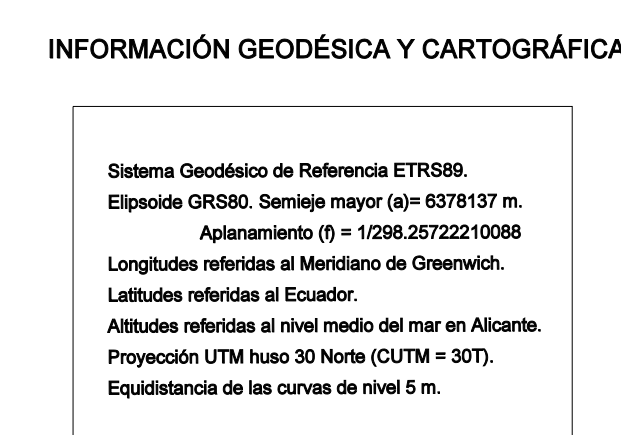 INFORMACIÓN GEODÉSICA Y CARTOGRÁFICA
Sistema Geodésico de Referencia ETRS89.
Elipsoide GRS80. Semieje mayor (a)= 6378137 m.
Aplanamiento (f) = 1/298.25722210088
Longitudes referidas al Meridiano de Greenwich.
Latitudes referidas al Ecuador.
Altitudes referidas al nivel medio del mar en Alicante.
Proyección UTM huso 30 Norte (CUTM = 30T).
Equidistancia de las curvas de nivel 5 m.